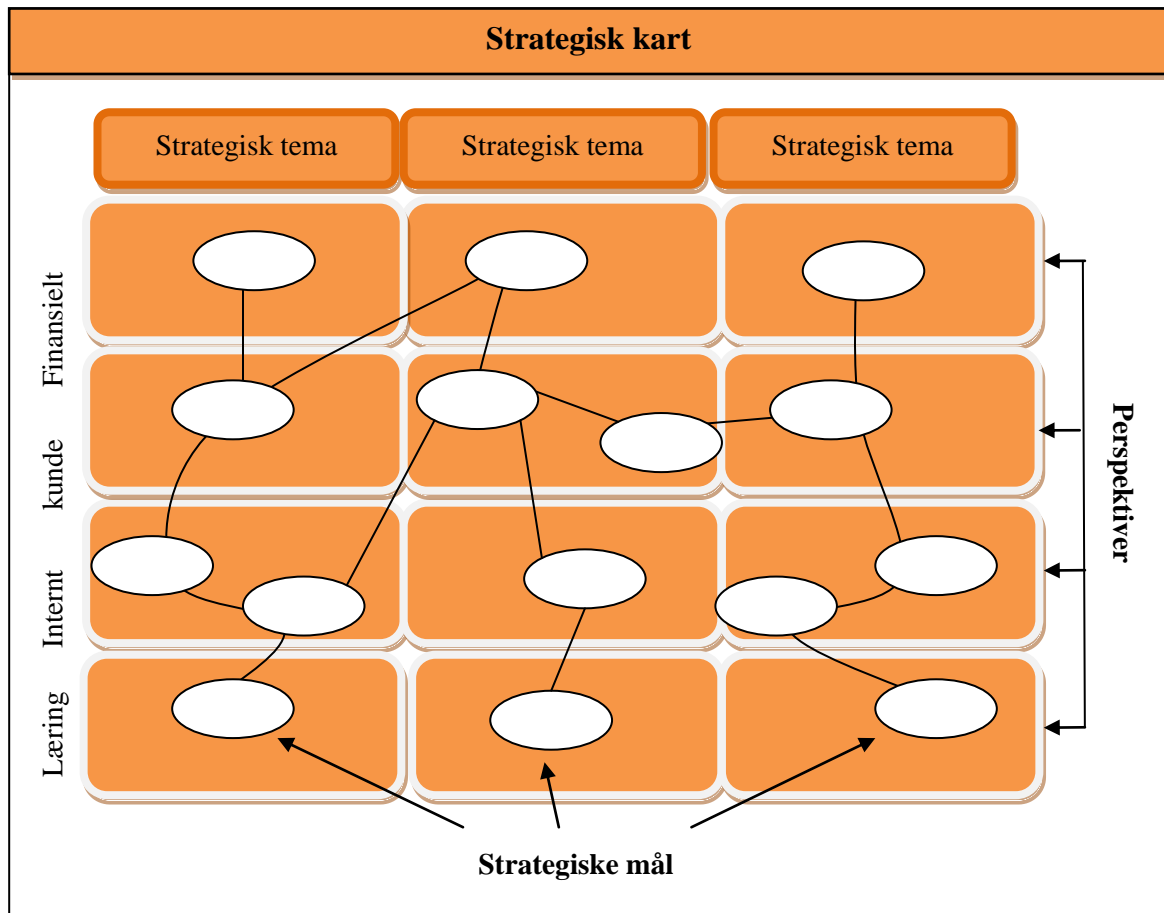 Strategisk kart
Strategisk tema
Strategisk tema
Strategisk tema
Finansielt
kunde
Internt
Læring
Perspektiver
Strategiske mål